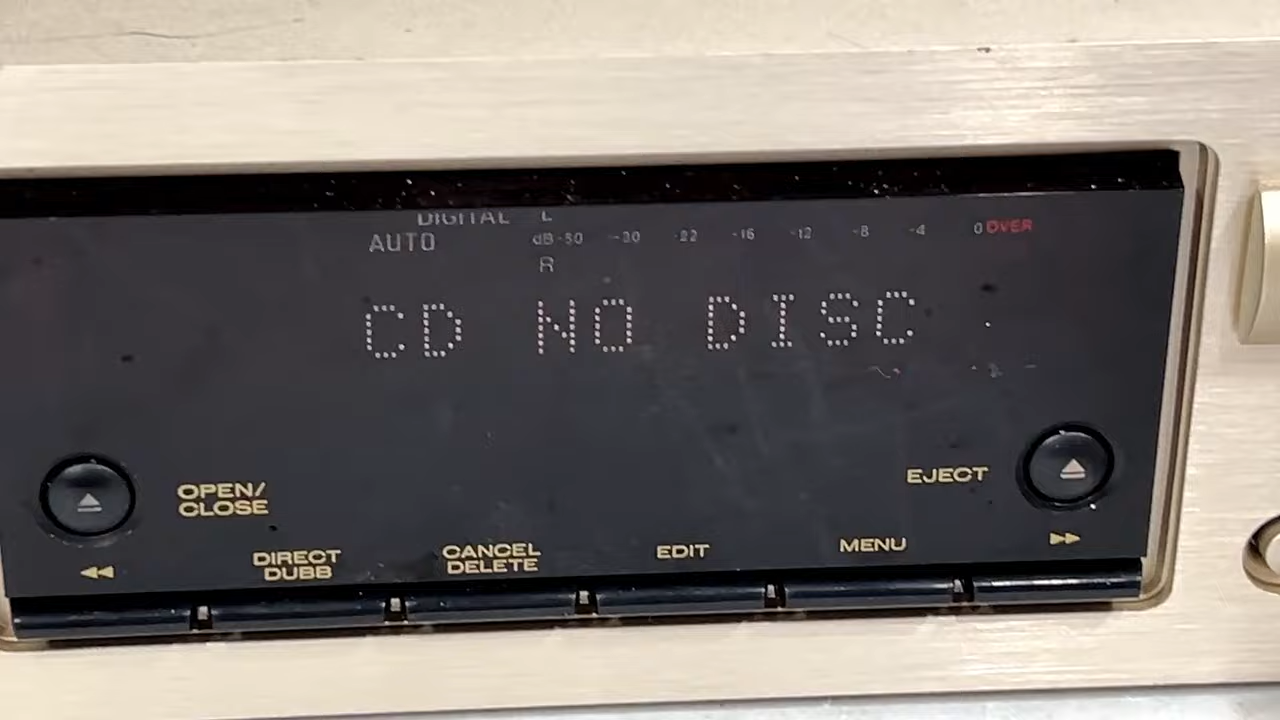 DIGITAL L
AUTO dB -30 -22 -16 -12 -8 -4 0 OVER
R
CD NO DISC
OPEN/
CLOSE
EJECT
DIRECT
DUBB
CANCEL
DELETE
EDIT
MENU